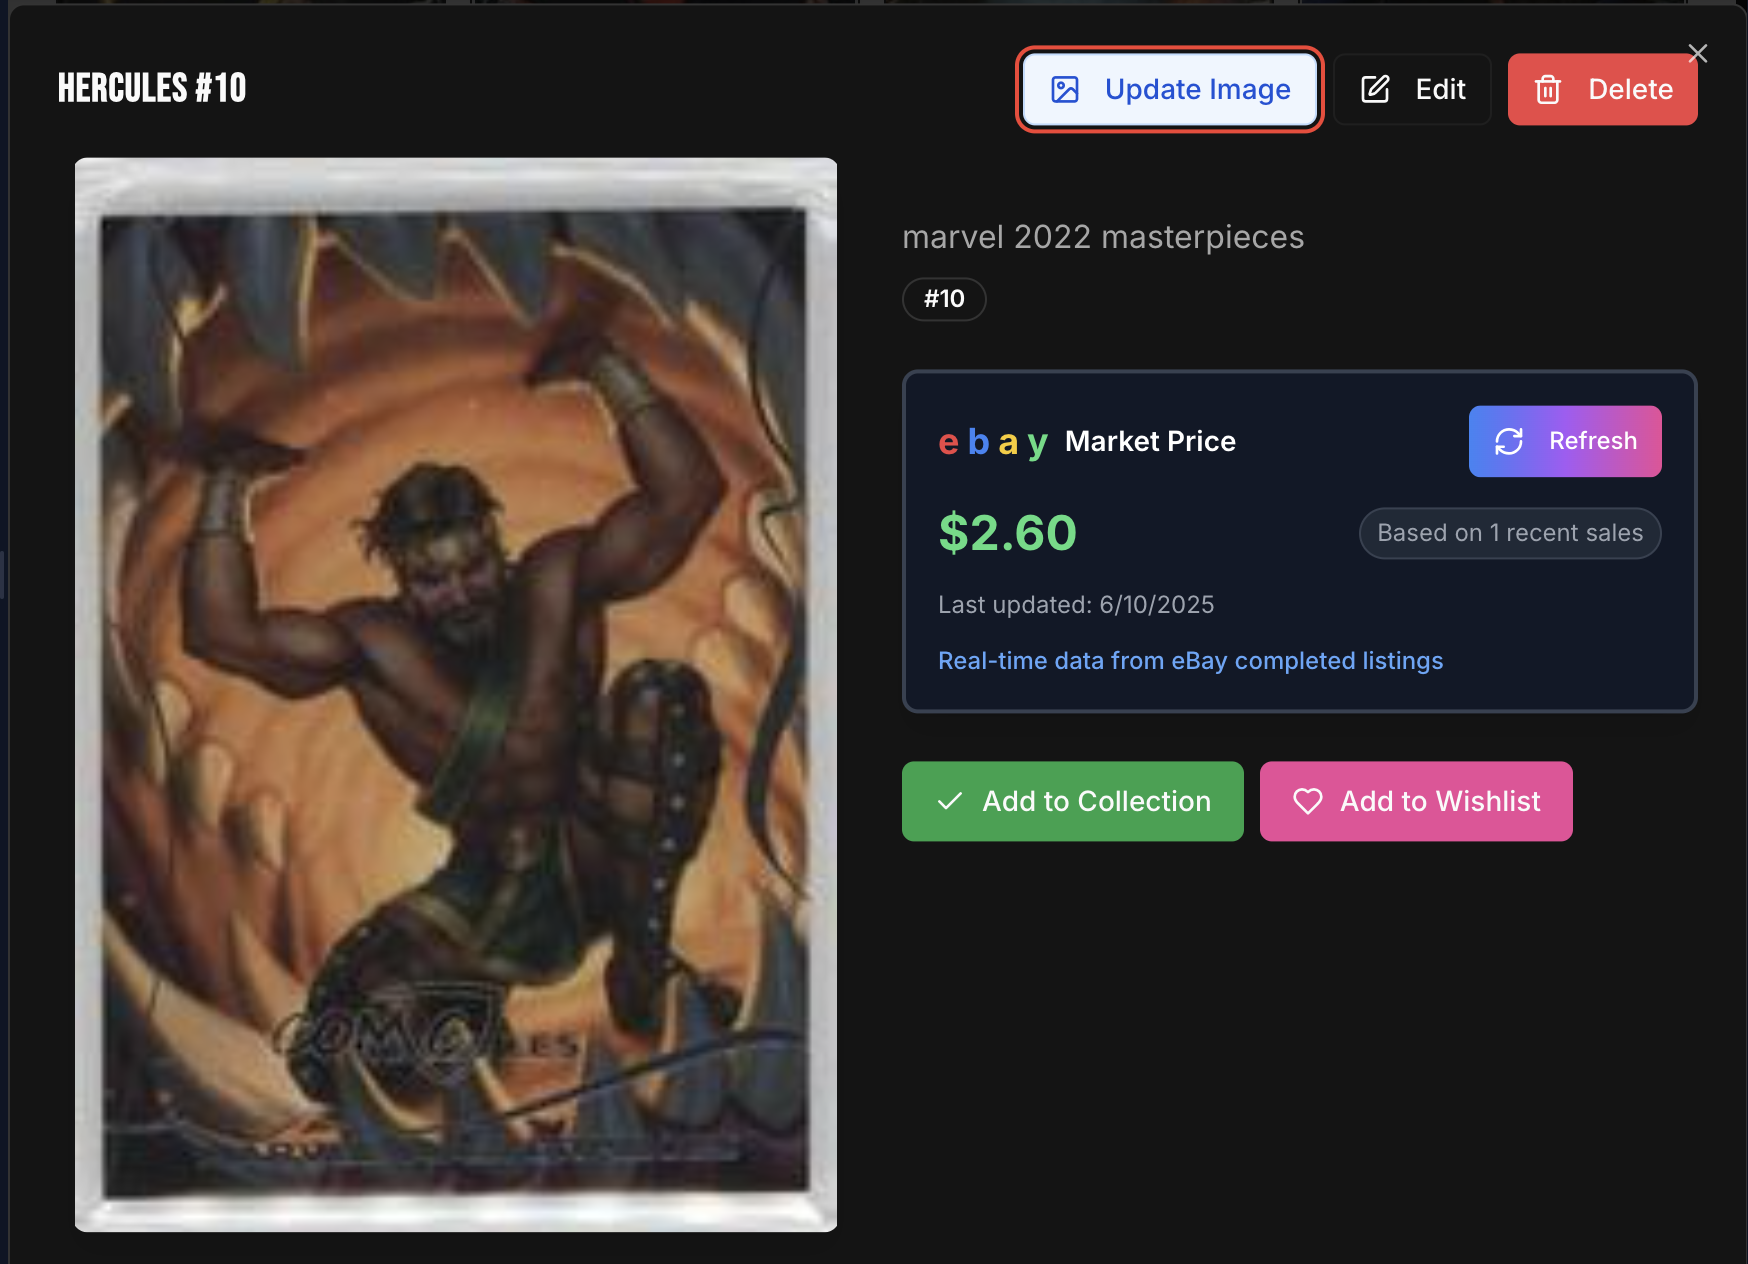 HERCULES #10
Update Image
Edit
Delete
marvel 2022 masterpieces
#10
ebay Market Price
Refresh
$2.60
Based on 1 recent sales
Last updated: 6/10/2025
Real-time data from eBay completed listings
Add to Collection
Add to Wishlist
COMC